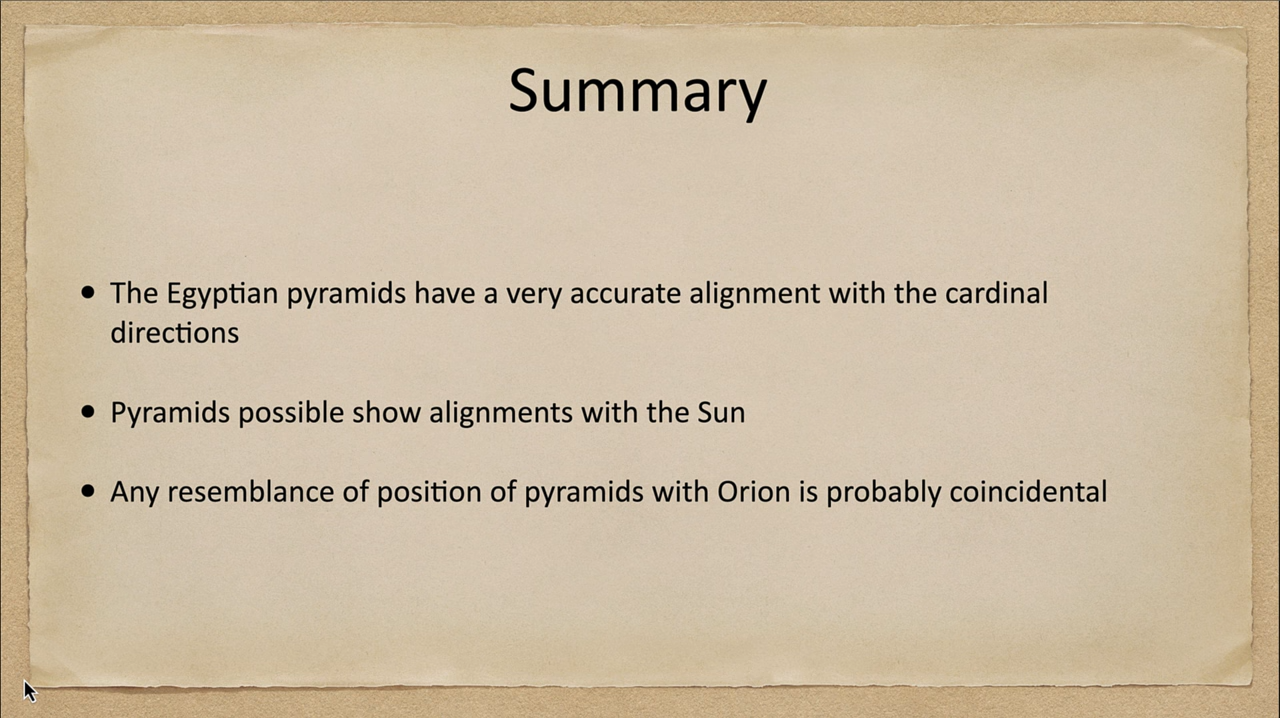 Summary
• The Egyptian pyramids have a very accurate alignment with the cardinal
directions
• Pyramids possible show alignments with the Sun
• Any resemblance of position of pyramids with Orion is probably coincidental